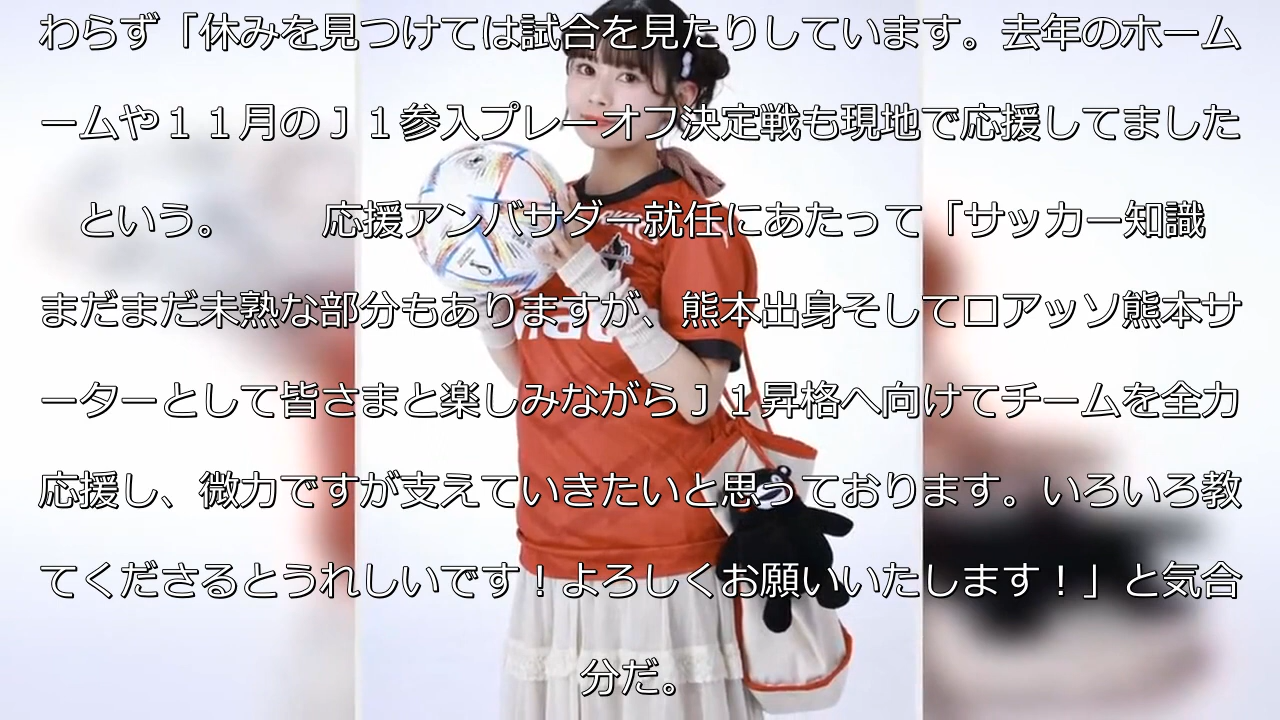 わらず「休みを見つけては試合を見たりしています。去年のホーム
ームや１１月のＪ１参入プレーオフ決定戦も現地で応援してました
という。　　　応援アンバサダー就任にあたって「サッカー知識
まだまだ未熟な部分もありますが、熊本出身そしてロアッソ熊本サ
ーターとして皆さまと楽しみながらＪ１昇格へ向けてチームを全力
応援し、微力ですが支えていきたいと思っております。いろいろ教
てくださるとうれしいです！よろしくお願いいたします！」と気合
分だ。